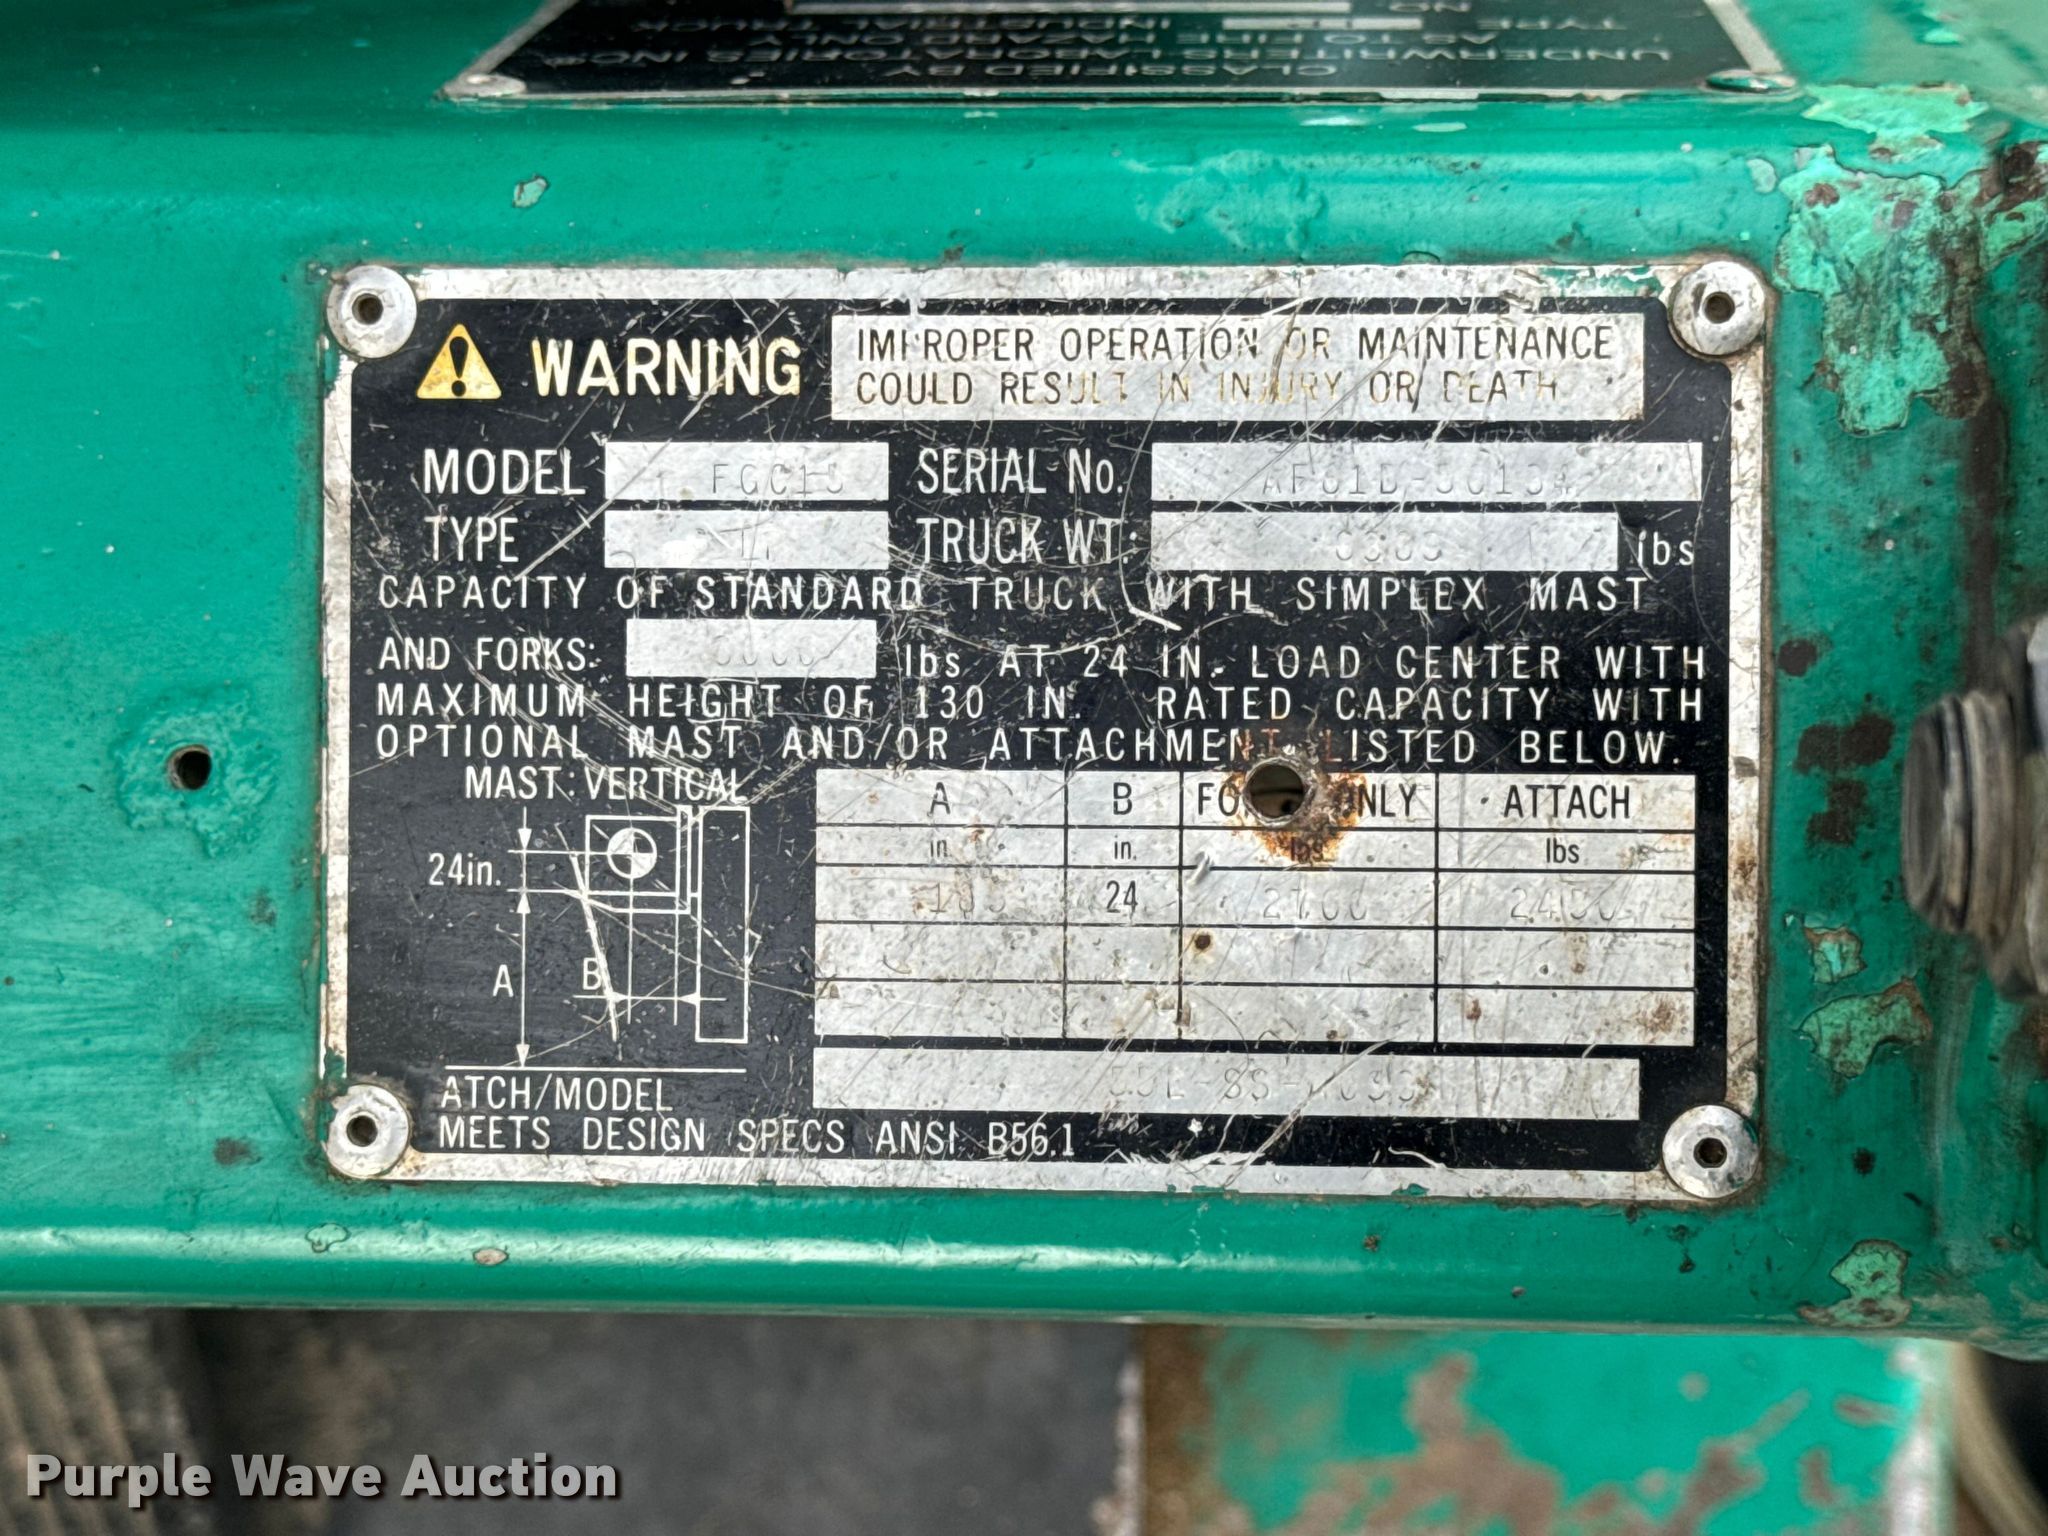 NO
TYPE INDUSTRIAL TRUCK
AS TO FIRE HAZARD ONLY
UNDERWRITERS LABORATORIES INC®
CLASSIFIED BY
WARNING
IMPROPER OPERATION OR MAINTENANCE
COULD RESULT IN INJURY OR DEATH
MODEL
SERIAL No.
TYPE
TRUCK WT: lbs
CAPACITY OF STANDARD TRUCK WITH SIMPLEX MAST
AND FORKS: lbs AT 24 IN. LOAD CENTER WITH
MAXIMUM HEIGHT OF 130 IN. RATED CAPACITY WITH
OPTIONAL MAST AND/OR ATTACHMENT LISTED BELOW.
MAST: VERTICAL
24in.
A
B
A B ONLY ATTACH
in in. lbs lbs
24 2700
ATCH/MODEL
MEETS DESIGN SPECS ANSI B56.1
Purple Wave Auction